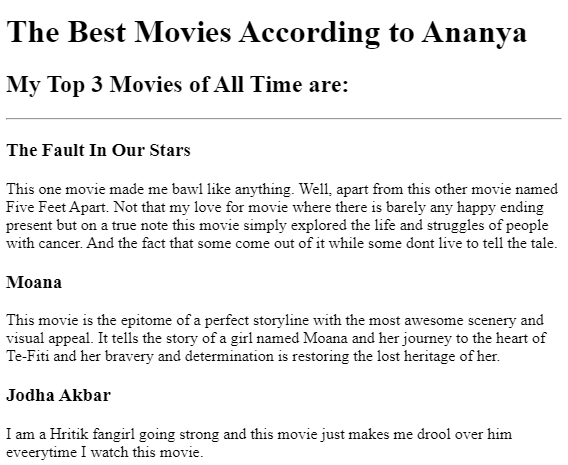 The Best Movies According to Ananya
My Top 3 Movies of All Time are:
The Fault In Our Stars
This one movie made me bawl like anything. Well, apart from this other movie named
Five Feet Apart. Not that my love for movie where there is barely any happy ending
present but on a true note this movie simply explored the life and struggles of people
with cancer. And the fact that some come out of it while some dont live to tell the tale.
Moana
This movie is the epitome of a perfect storyline with the most awesome scenery and
visual appeal. It tells the story of a girl named Moana and her journey to the heart of
Te-Fiti and her bravery and determination is restoring the lost heritage of her.
Jodha Akbar
I am a Hritik fangirl going strong and this movie just makes me drool over him
eveerytime I watch this movie.